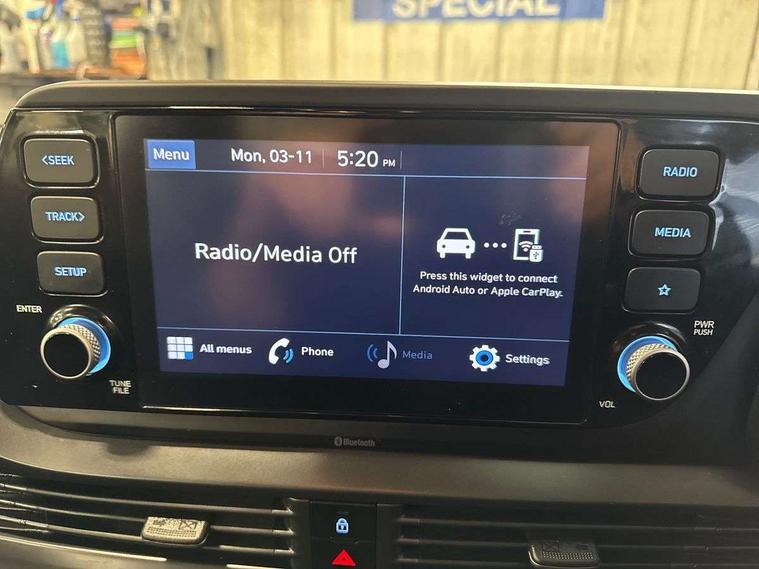 SPECIAL
<SEEK
TRACK>
SETUP
ENTER
TUNE
FILE
Menu
Mon, 03-11
5:20 PM
Radio/Media Off
Press this widget to connect
Android Auto or Apple CarPlay.
All menus
Phone
Media
Settings
RADIO
MEDIA
PWR
PUSH
VOL
Bluetooth